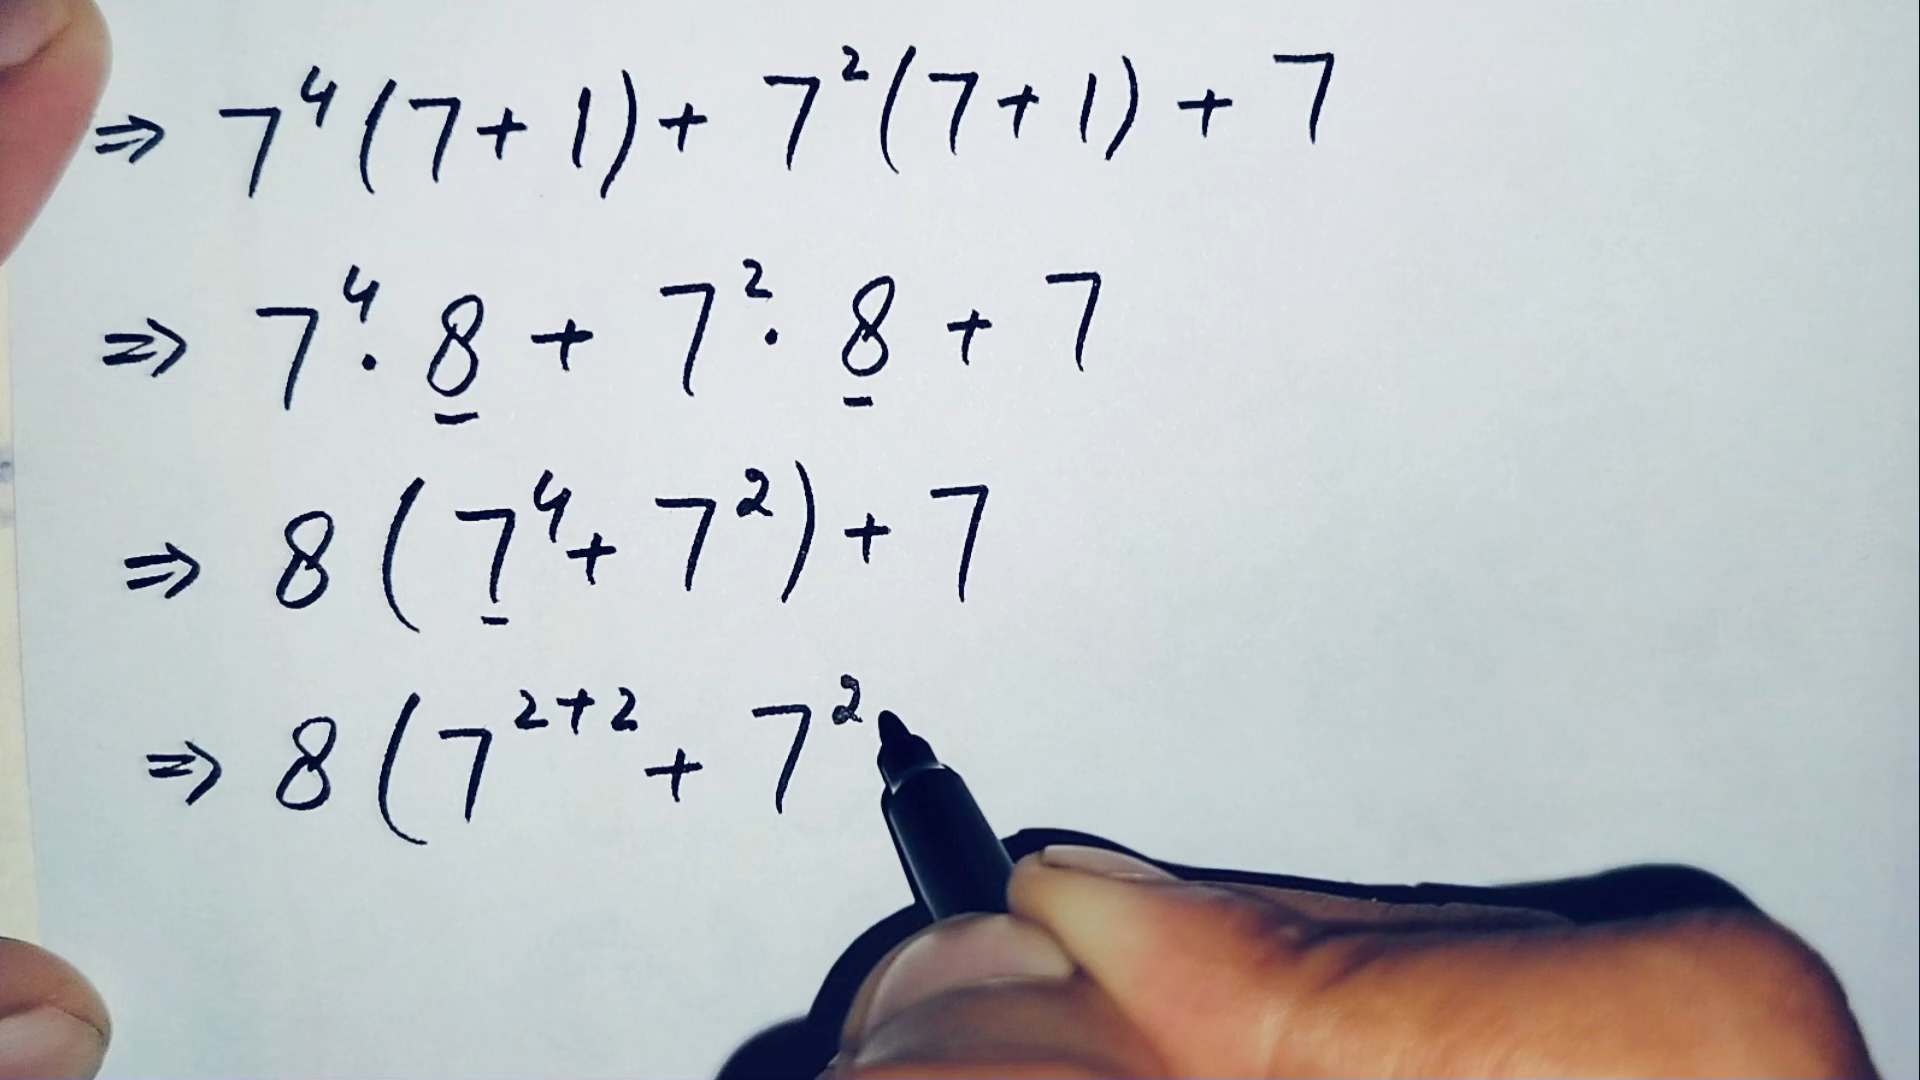 ⇒ 7⁴(7+1) + 7²(7+1) + 7
⇒ 7⁴·8 + 7²·8 + 7
⇒ 8(7⁴+7²)+7
⇒ 8(7²⁺²+7²